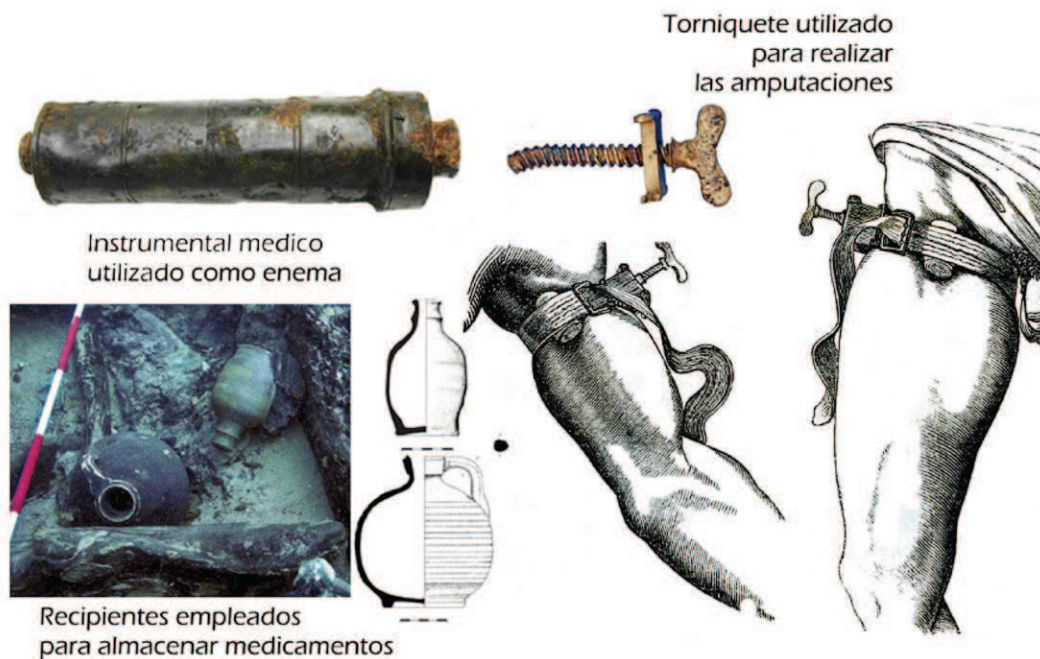 Torniquete utilizado
para realizar
las amputaciones
Instrumental medico
utilizado como enema
Recipientes empleados
para almacenar medicamentos